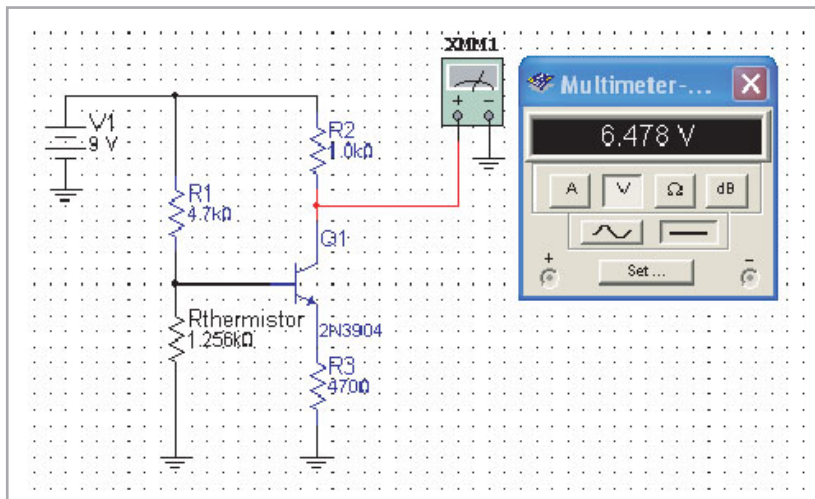 XMM1
Multimeter-...
6.478 V
A
V
Ω
dB
Set ...
+
−
+
−
V1
9 V
R2
1.0kΩ
R1
4.7kΩ
Q1
2N3904
Rthermistor
1.256kΩ
R3
470Ω